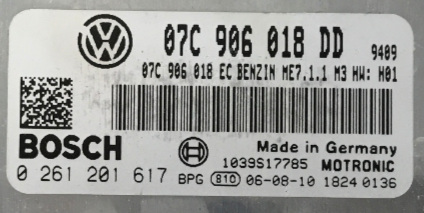 07C 906 018 DD 9409
07C 906 018 EC BENZIN ME7.1.1 M3 HW: H01
BOSCH
Made in Germany
1039S17785 MOTRONIC
0 261 201 617 BPG 810 06-08-10 1824 0136